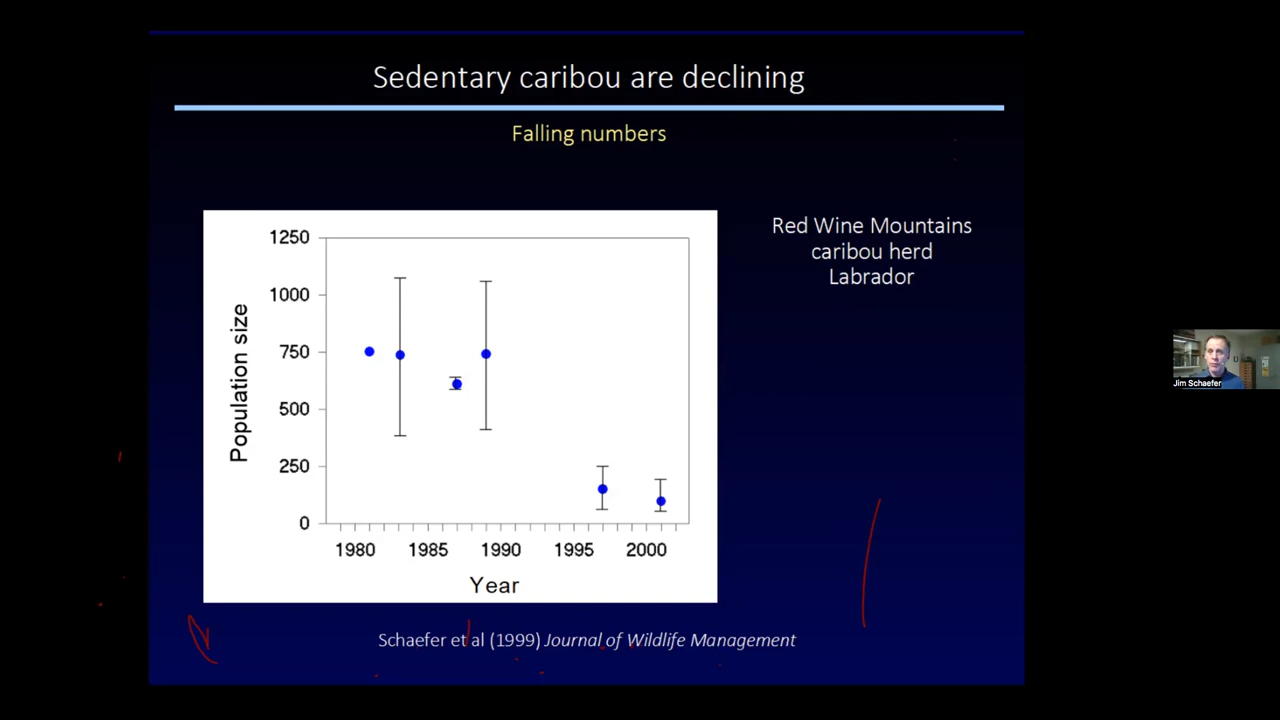 Sedentary caribou are declining
Falling numbers
Red Wine Mountains
caribou herd
Labrador
1250
1000
750
500
250
0
Population size
1980 1985 1990 1995 2000
Year
Schaefer et al (1999) Journal of Wildlife Management
Jim Schaefer